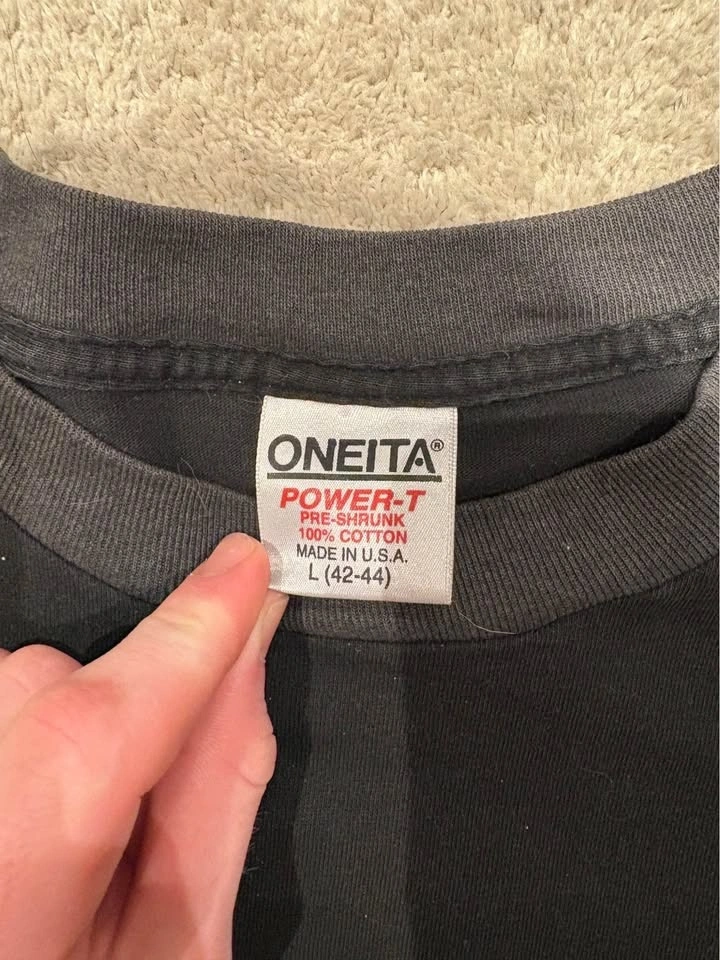 ONEITA®
POWER-T
PRE-SHRUNK
100% COTTON
MADE IN U.S.A.
L (42-44)